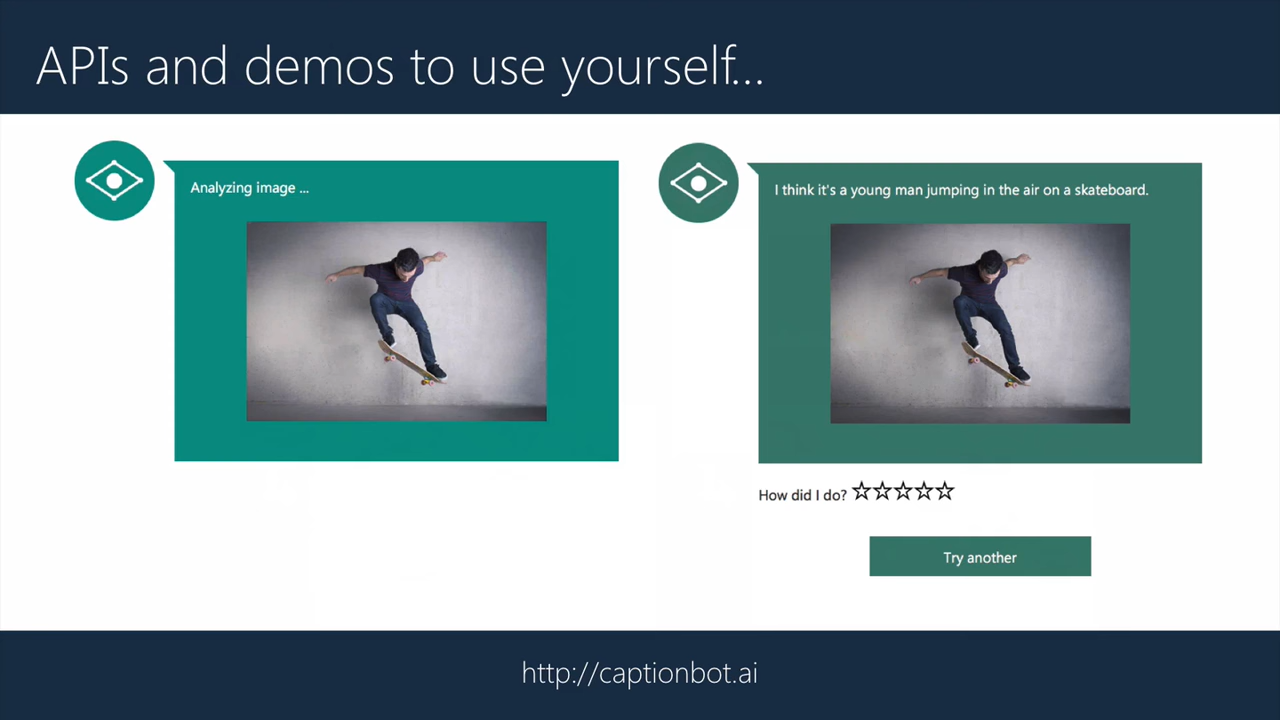 APIs and demos to use yourself...
Analyzing image ...
I think it's a young man jumping in the air on a skateboard.
How did I do?
Try another
http://captionbot.ai